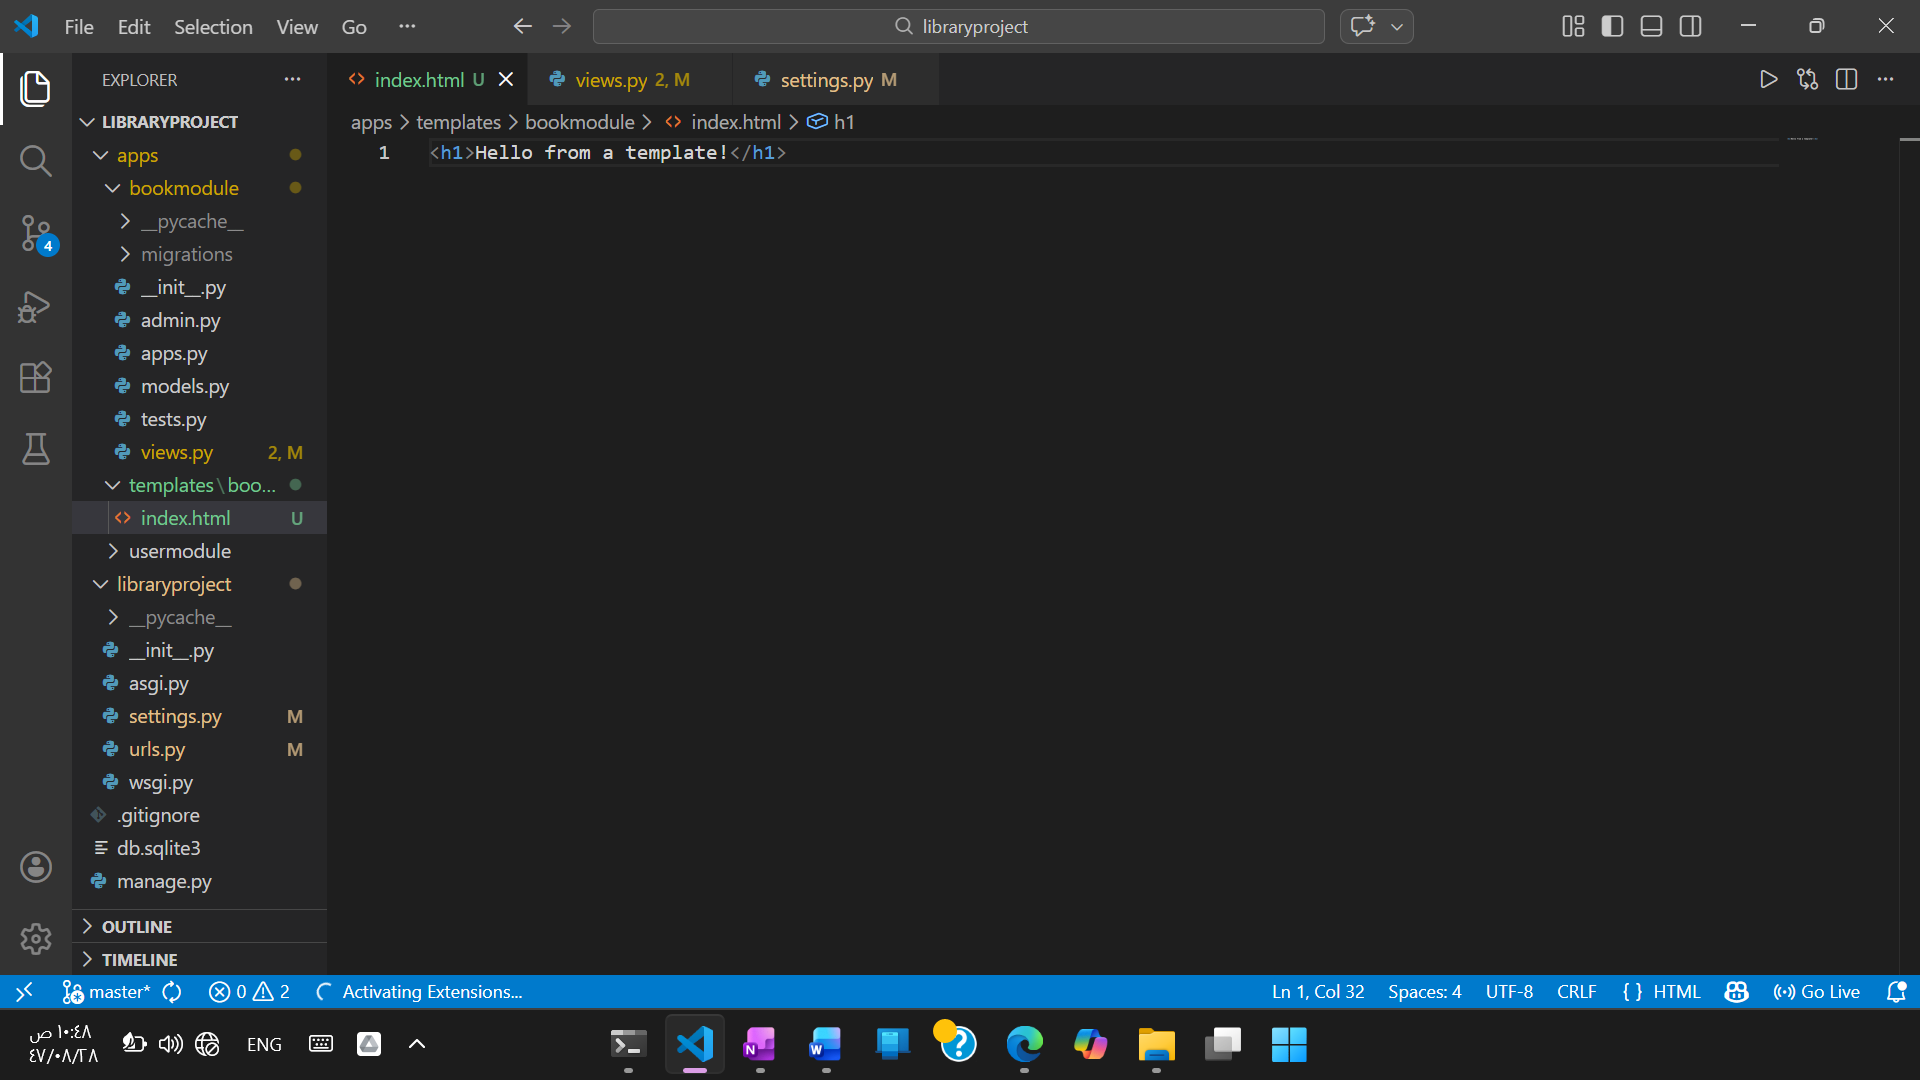 File Edit Selection View Go
libraryproject
EXPLORER
index.html U
views.py 2, M
settings.py M
LIBRARYPROJECT
apps > templates > bookmodule > index.html > h1
1 <h1>Hello from a template!</h1>
apps
bookmodule
__pycache__
migrations
__init__.py
admin.py
apps.py
models.py
tests.py
views.py 2, M
templates\boo...
index.html U
usermodule
libraryproject
__pycache__
__init__.py
asgi.py
settings.py M
urls.py M
wsgi.py
.gitignore
db.sqlite3
manage.py
OUTLINE
TIMELINE
4
master* 0 2 Activating Extensions... Ln 1, Col 32 Spaces: 4 UTF-8 CRLF { } HTML Go Live
١٠:٤٨ ص
٤٧/٠٨/٢٨
ENG
N
W
?